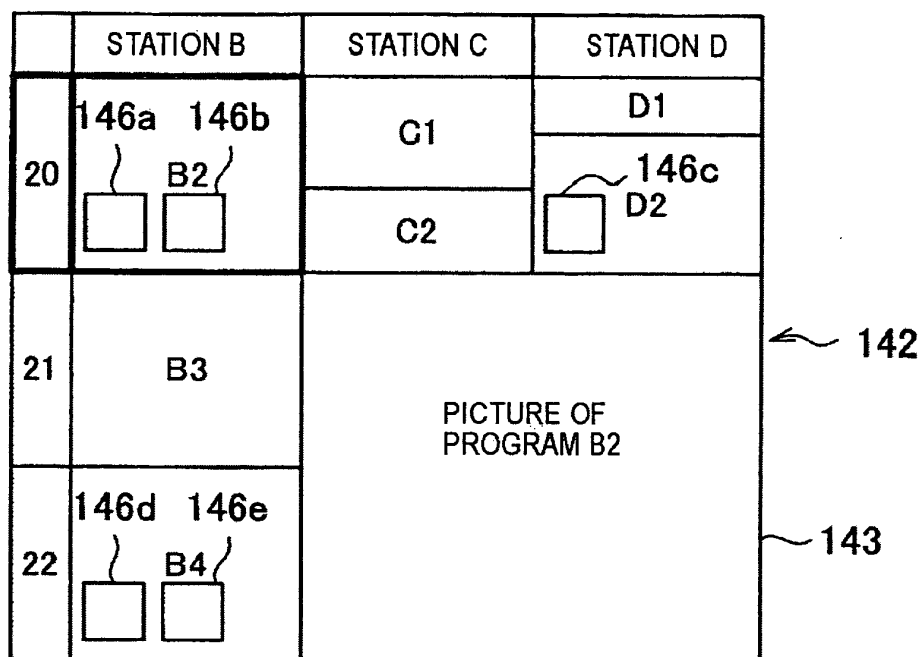 STATION B STATION C STATION D
146a 146b
20 B2
C1
C2
D1
146c
D2
21 B3
PICTURE OF
PROGRAM B2
142
146d 146e
22 B4
143